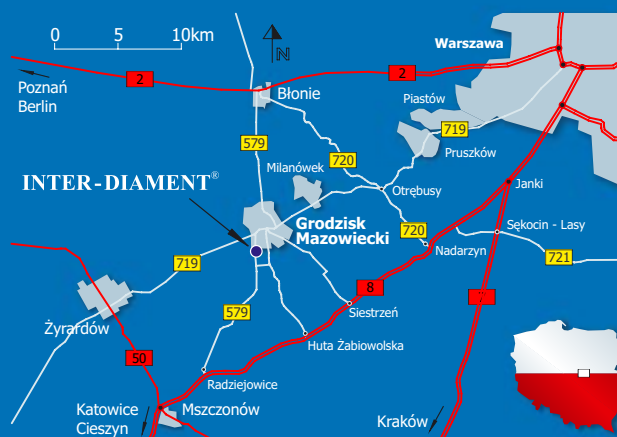 0 5 10km
N
Warszawa
2
2
Poznań
Berlin
Błonie
Piastów
719
579
720
Pruszków
Milanówek
INTER-DIAMENT®
Otrębusy
Janki
Grodzisk
Mazowiecki
720
Sękocin - Lasy
Nadarzyn
721
719
8
7
579
Siestrzeń
Żyrardów
Huta Żabiowolska
50
Radziejowice
Katowice
Cieszyn
Mszczonów
Kraków